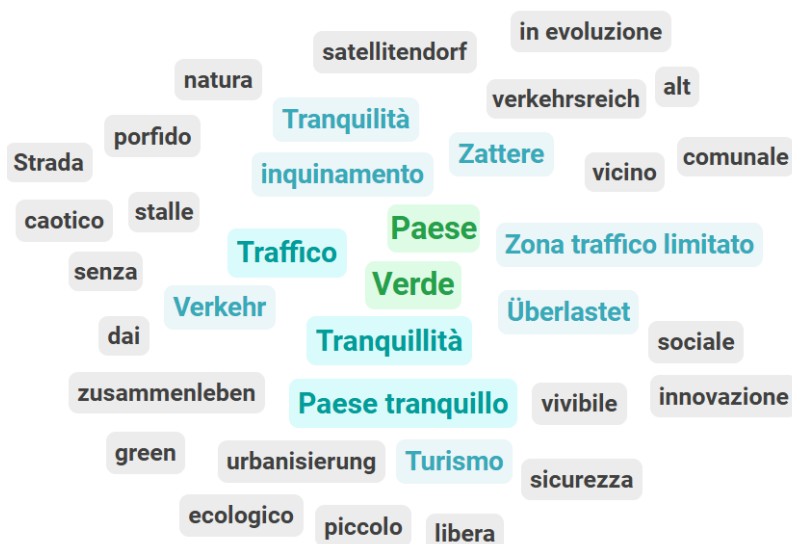 in evoluzione
satellitendorf
natura
alt
verkehrsreich
Tranquilità
porfido
Zattere
comunale
Strada
inquinamento
vicino
stalle
caotico
Paese
Zona traffico limitato
Traffico
senza
Verde
Verkehr
Überlastet
dai
Tranquillità
sociale
zusammenleben
Paese tranquillo
vivibile
innovazione
green
urbanisierung
Turismo
sicurezza
ecologico
piccolo
libera